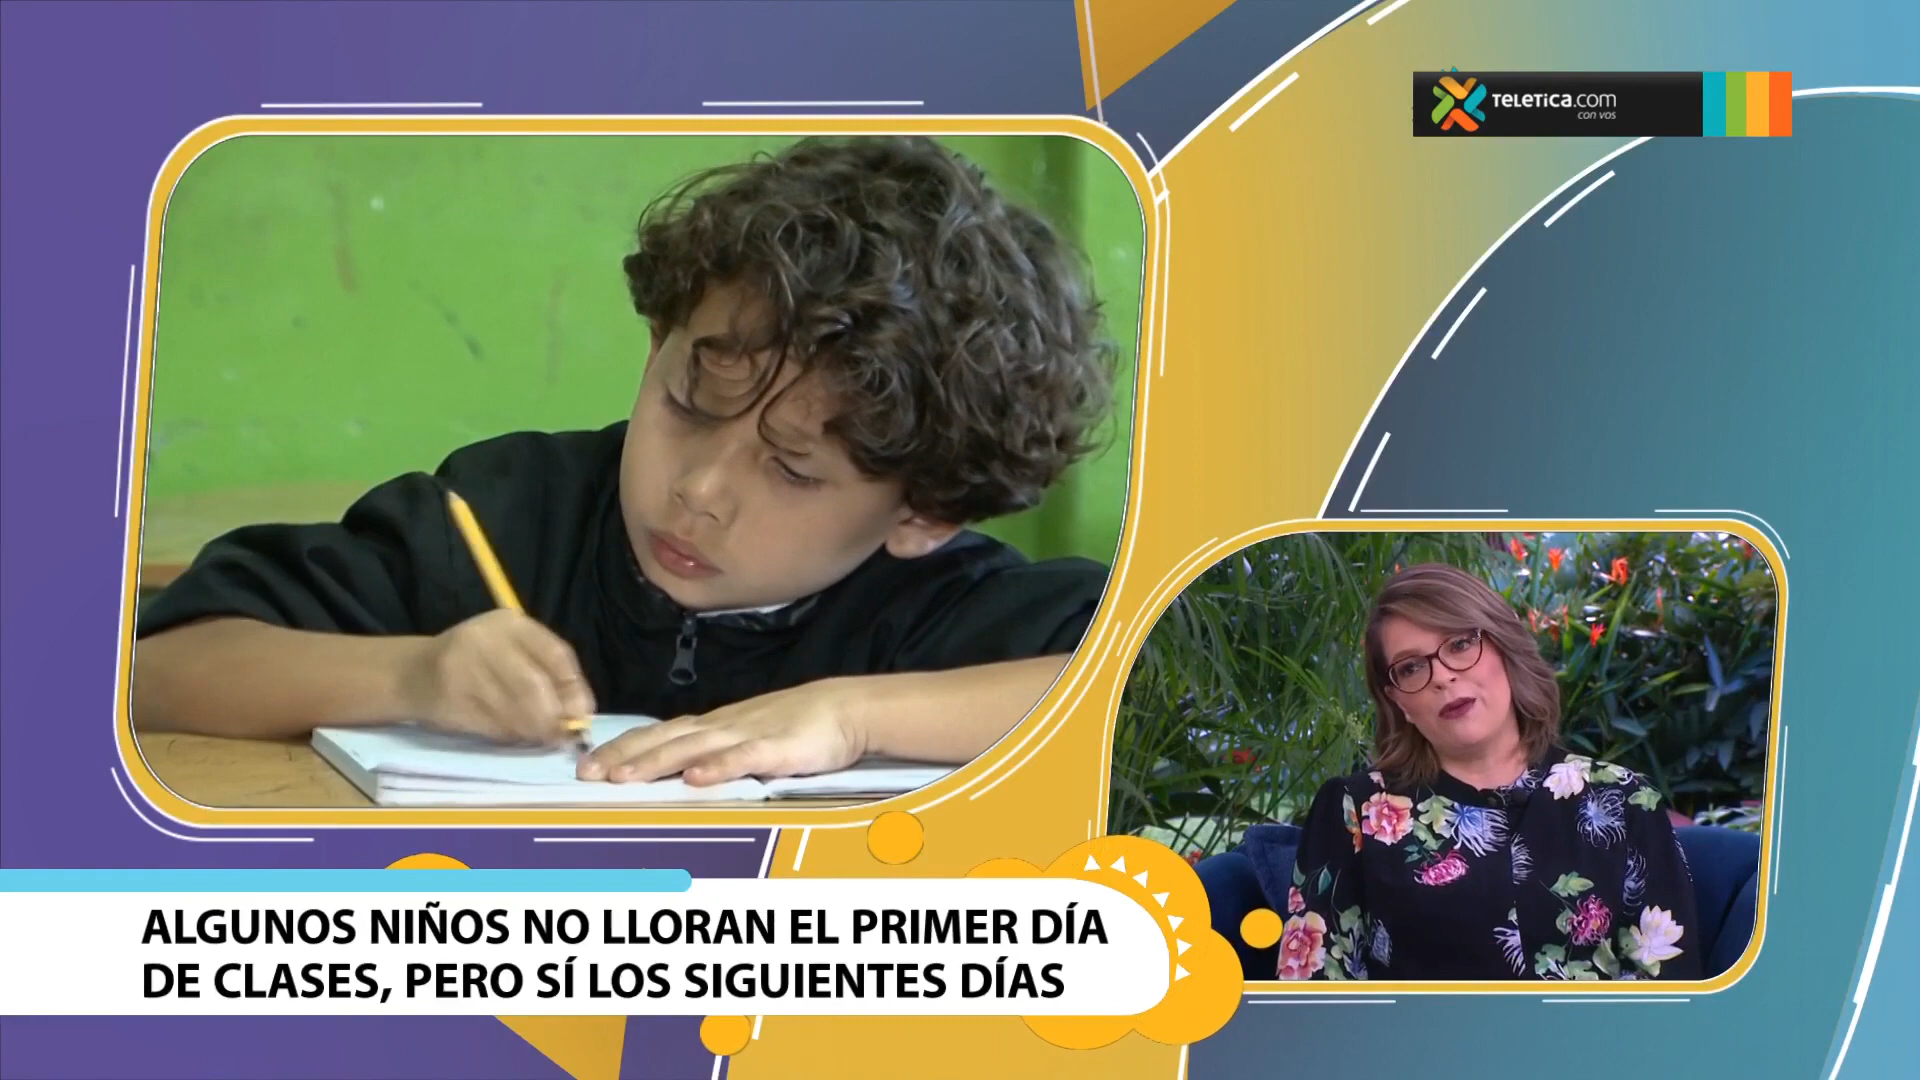 TELETICA.COM
con vos
ALGUNOS NIÑOS NO LLORAN EL PRIMER DÍA
DE CLASES, PERO SÍ LOS SIGUIENTES DÍAS